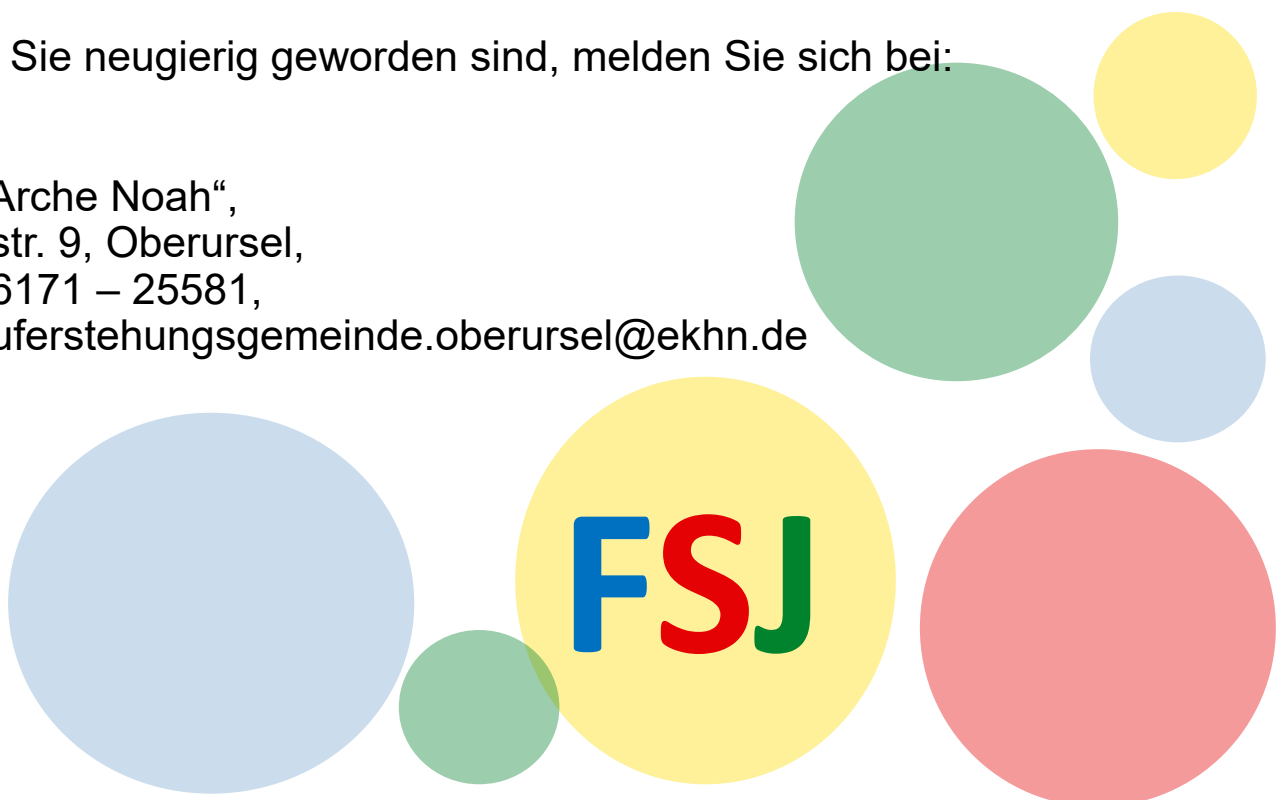 Sie neugierig geworden sind, melden Sie sich bei:
Arche Noah“,
str. 9, Oberursel,
6171 – 25581,
uferstehungsgemeinde.oberursel@ekhn.de
FSJ